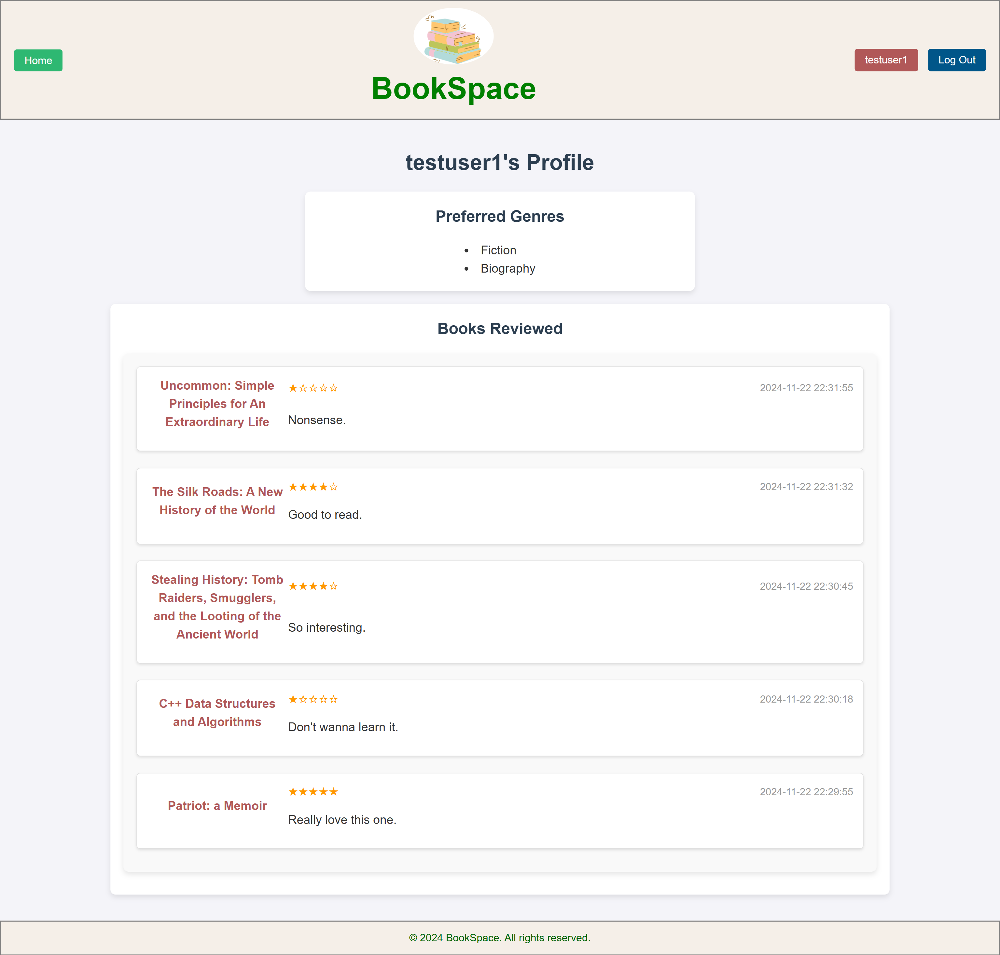 Home
BookSpace
testuser1
Log Out
testuser1's Profile
Preferred Genres
• Fiction
• Biography
Books Reviewed
Uncommon: Simple
Principles for An
Extraordinary Life
★☆☆☆☆
2024-11-22 22:31:55
Nonsense.
The Silk Roads: A New
History of the World
★★★★☆
2024-11-22 22:31:32
Good to read.
Stealing History: Tomb
Raiders, Smugglers,
and the Looting of the
Ancient World
★★★★☆
2024-11-22 22:30:45
So interesting.
C++ Data Structures
and Algorithms
★☆☆☆☆
2024-11-22 22:30:18
Don't wanna learn it.
Patriot: a Memoir
★★★★★
2024-11-22 22:29:55
Really love this one.
© 2024 BookSpace. All rights reserved.